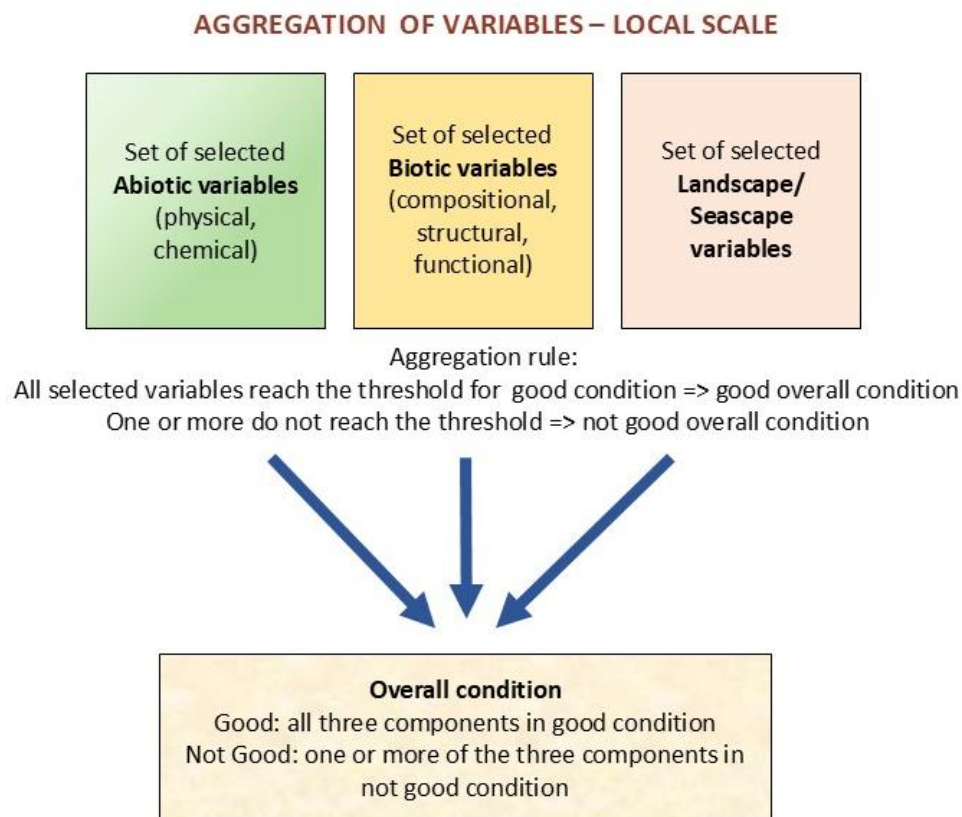 AGGREGATION OF VARIABLES – LOCAL SCALE
Set of selected
Abiotic variables
(physical,
chemical)
Set of selected
Biotic variables
(compositional,
structural,
functional)
Set of selected
Landscape/
Seascape
variables
Aggregation rule:
All selected variables reach the threshold for good condition => good overall condition
One or more do not reach the threshold => not good overall condition
Overall condition
Good: all three components in good condition
Not Good: one or more of the three components in
not good condition